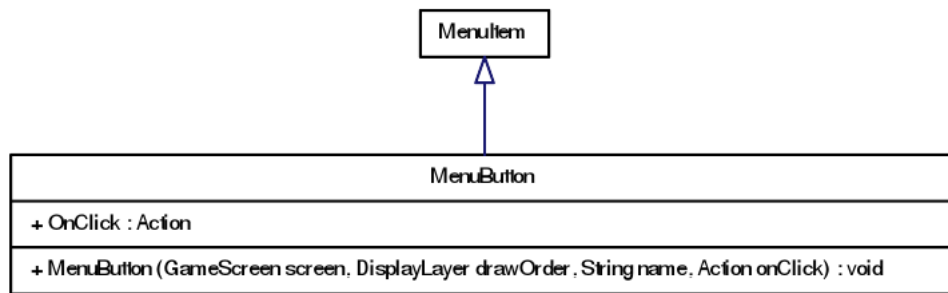 MenuItem
MenuButton
+ OnClick : Action
+ MenuButton (GameScreen screen, DisplayLayer drawOrder, String name, Action onClick) : void